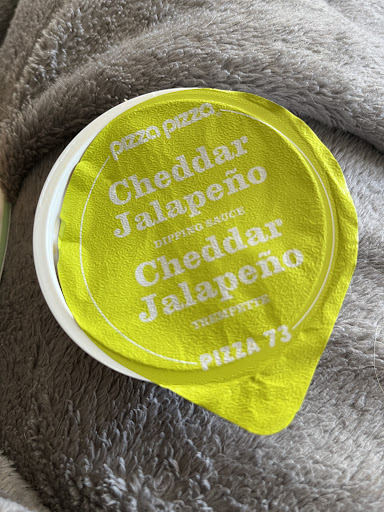 pizza pizza
Cheddar
Jalapeño
DIPPING SAUCE
Cheddar
Jalapeño
TREMPETTE
PIZZA 73